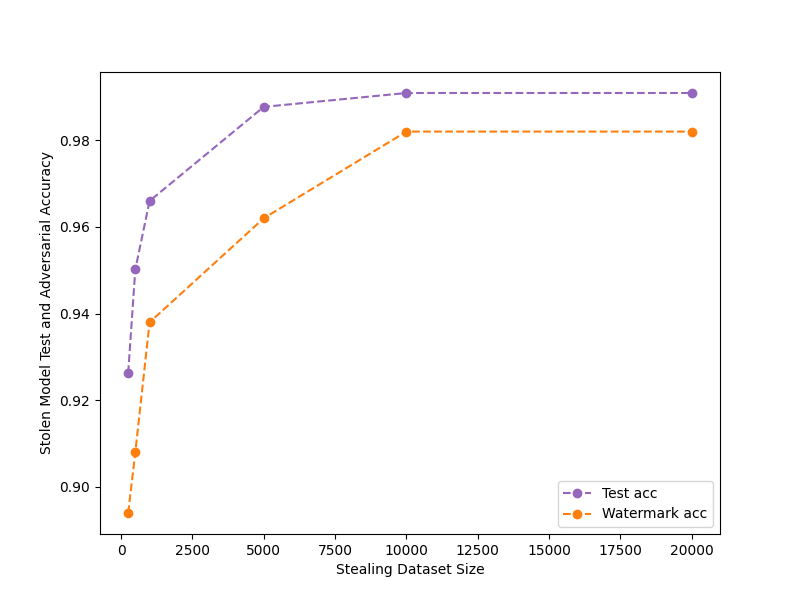 Stolen Model Test and Adversarial Accuracy
0.98
0.96
0.94
0.92
0.90
Test acc
Watermark acc
0 2500 5000 7500 10000 12500 15000 17500 20000
Stealing Dataset Size